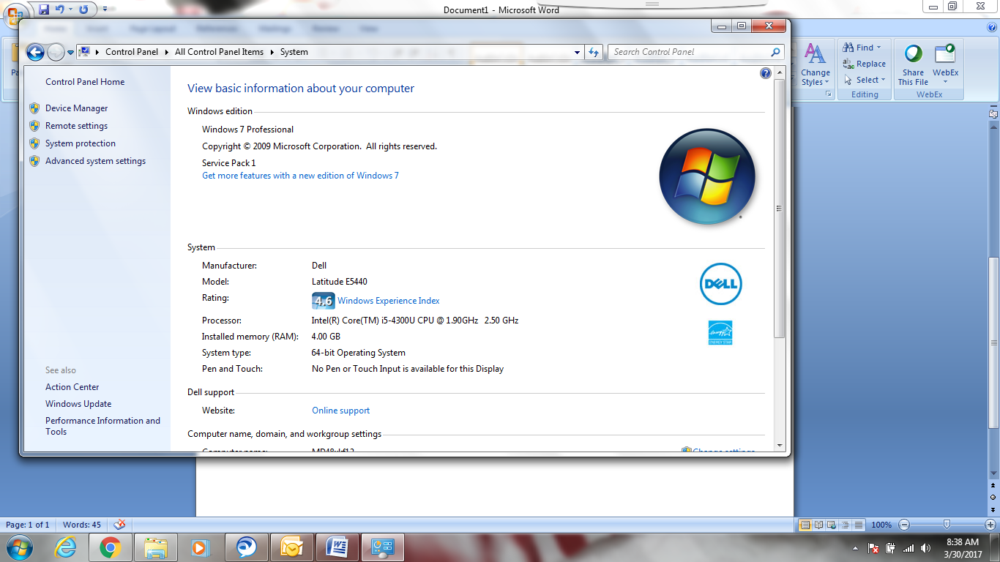 Document1 - Microsoft Word
Control Panel
All Control Panel Items
System
Search Control Panel
Change
Styles
Find
Replace
Select
Editing
Share
This File
WebEx
WebEx
Control Panel Home
Device Manager
Remote settings
System protection
Advanced system settings
See also
Action Center
Windows Update
Performance Information and
Tools
View basic information about your computer
Windows edition
Windows 7 Professional
Copyright © 2009 Microsoft Corporation.  All rights reserved.
Service Pack 1
Get more features with a new edition of Windows 7
System
Manufacturer: Dell
Model: Latitude E5440
Rating: 4.6 Windows Experience Index
Processor: Intel(R) Core(TM) i5-4300U CPU @ 1.90GHz   2.50 GHz
Installed memory (RAM): 4.00 GB
System type: 64-bit Operating System
Pen and Touch: No Pen or Touch Input is available for this Display
DELL
ENERGY STAR
Dell support
Website: Online support
Computer name, domain, and workgroup settings
Computer name:
Change settings
Page: 1 of 1
Words: 45
100%
8:38 AM
3/30/2017